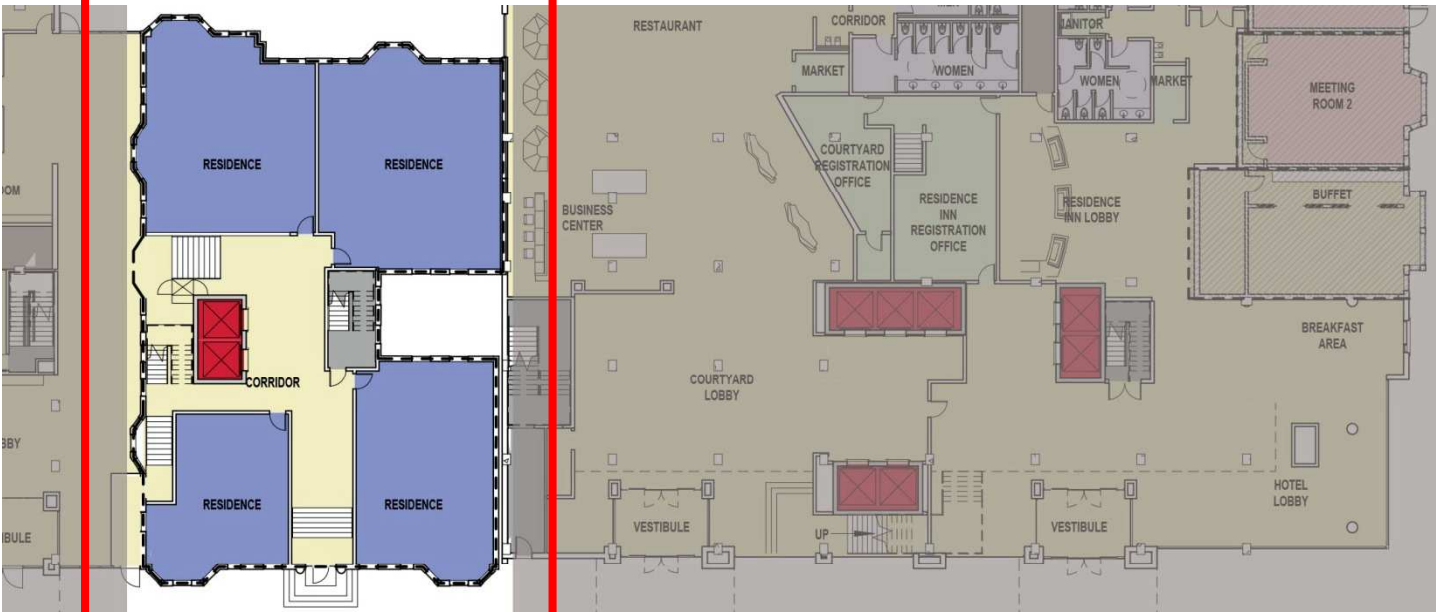 RESTAURANT
CORRIDOR
MEN
JANITOR
MARKET
WOMEN
WOMEN
MARKET
MEETING
ROOM 2
RESIDENCE
RESIDENCE
COURTYARD
REGISTRATION
OFFICE
OOM
BUSINESS
CENTER
RESIDENCE
INN
REGISTRATION
OFFICE
RESIDENCE
INN LOBBY
BUFFET
BREAKFAST
AREA
CORRIDOR
COURTYARD
LOBBY
BBY
RESIDENCE
RESIDENCE
HOTEL
LOBBY
IBULE
VESTIBULE
UP
VESTIBULE